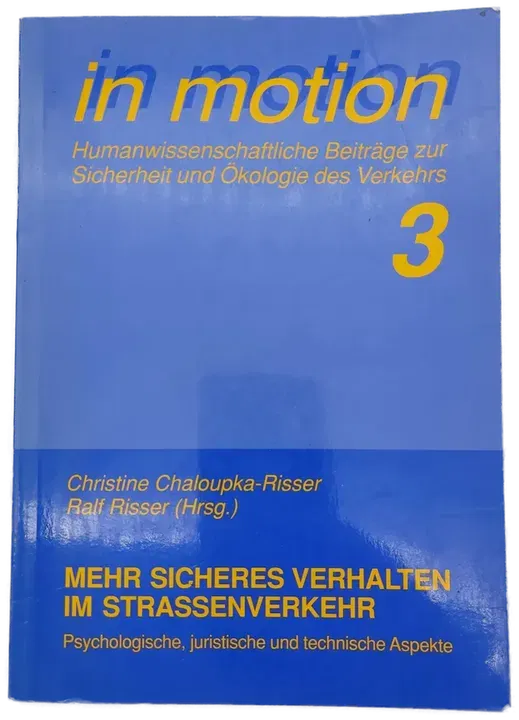 in motion
Humanwissenschaftliche Beiträge zur
Sicherheit und Ökologie des Verkehrs
3
Christine Chaloupka-Risser
Ralf Risser (Hrsg.)
MEHR SICHERES VERHALTEN
IM STRASSENVERKEHR
Psychologische, juristische und technische Aspekte